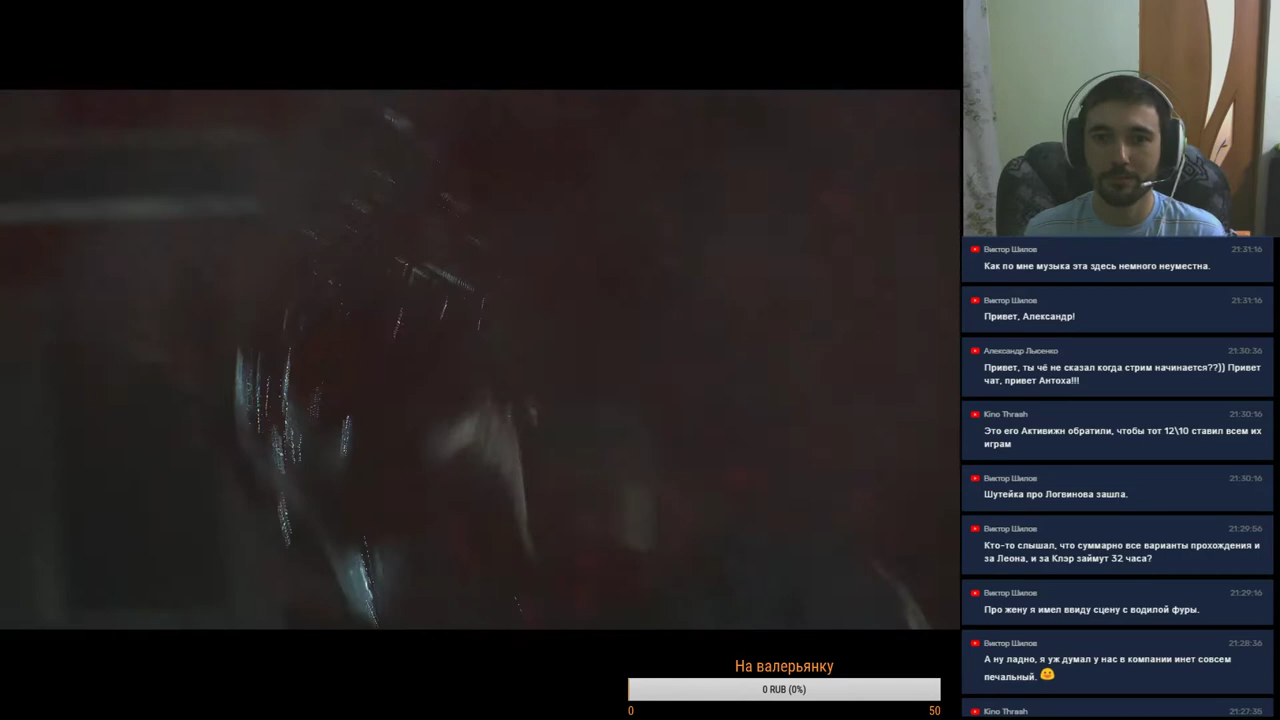 Виктор Шилов 21:31:16
Как по мне музыка эта здесь немного неуместна.
Виктор Шилов 21:31:16
Привет, Александр!
Александр Лысенко 21:30:36
Привет, ты чё не сказал когда стрим начинается??)) Привет
чат, привет Антоха!!!
Kino Thrash 21:30:16
Это его Активижн обратили, чтобы тот 12\10 ставил всем их
играм
Виктор Шилов 21:30:16
Шутейка про Логвинова зашла.
Виктор Шилов 21:29:56
Кто-то слышал, что суммарно все варианты прохождения и
за Леона, и за Клэр займут 32 часа?
Виктор Шилов 21:29:16
Про жену я имел ввиду сцену с водилой фуры.
Виктор Шилов 21:28:36
А ну ладно, я уж думал у нас в компании инет совсем
печальный.
Kino Thrash 21:27:35
На валерьянку
0 RUB (0%)
0 50